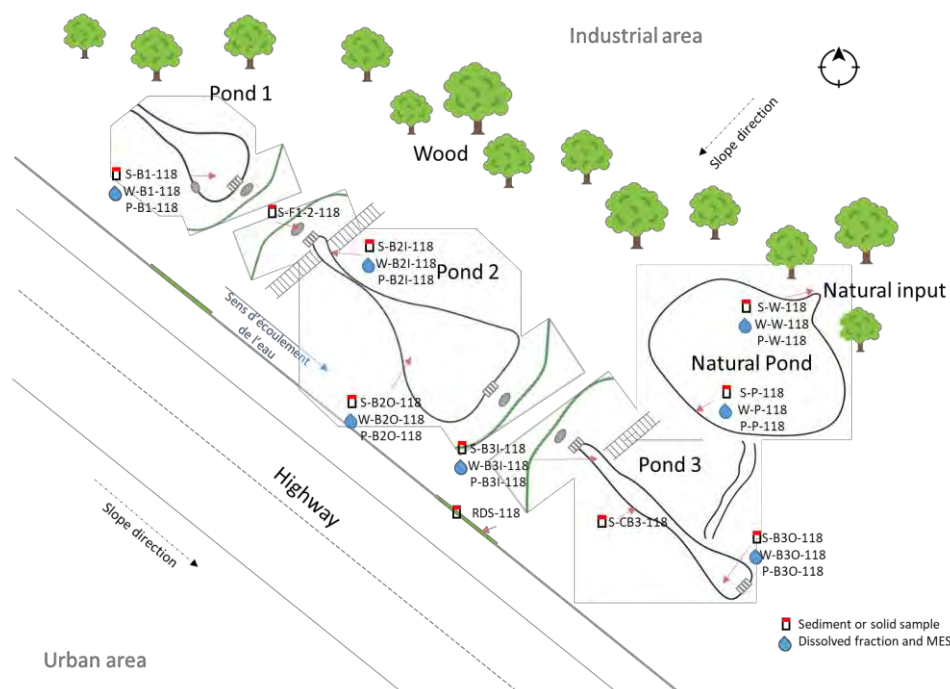 Industrial area
Pond 1
Slope direction
Wood
S-B1-118
W-B1-118
P-B1-118
S-F1-2-118
S-B2I-118
W-B2I-118
P-B2I-118
Pond 2
Natural input
S-W-118
W-W-118
P-W-118
Sens d'écoulement
de l'eau
Natural Pond
S-P-118
W-P-118
P-P-118
S-B2O-118
W-B2O-118
P-B2O-118
S-B3I-118
W-B3I-118
P-B3I-118
Pond 3
Highway
RDS-118
S-CB3-118
Slope direction
S-B3O-118
W-B3O-118
P-B3O-118
Sediment or solid sample
Dissolved fraction and MES
Urban area